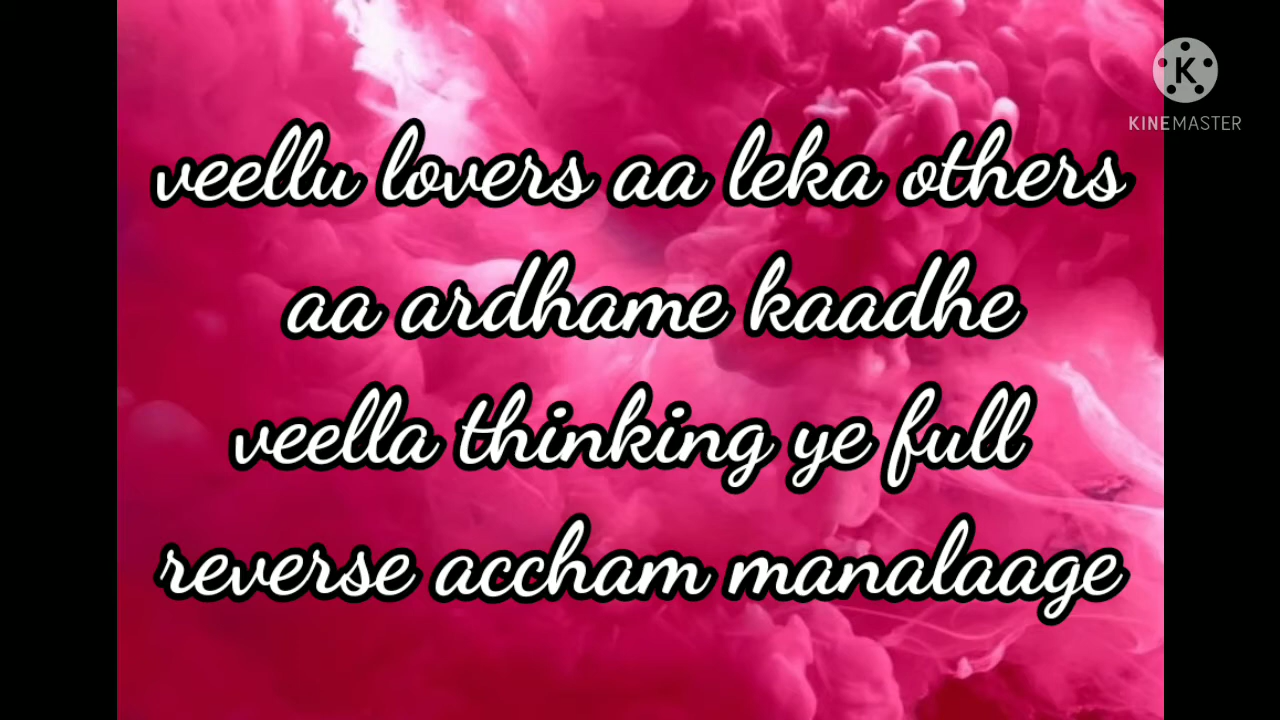 KINEMASTER
veellu lovers aa leka others
aa ardhame kaadhe
veella thinking ye full
reverse accham manalaage